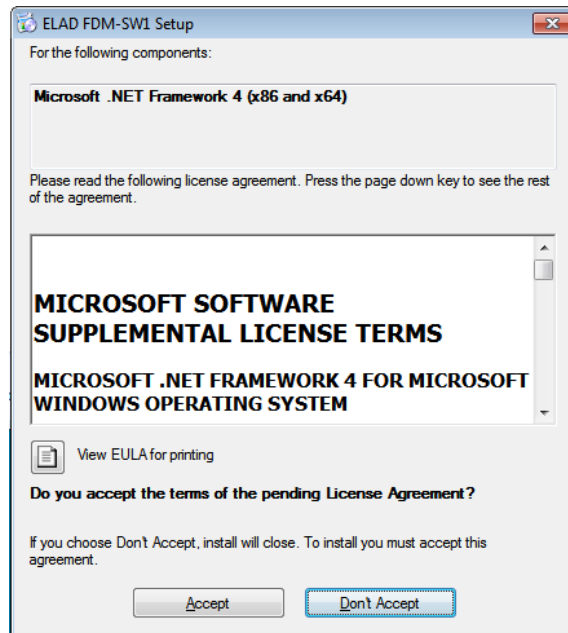 ELAD FDM-SW1 Setup
For the following components:
Microsoft .NET Framework 4 (x86 and x64)
Please read the following license agreement. Press the page down key to see the rest
of the agreement.
MICROSOFT SOFTWARE
SUPPLEMENTAL LICENSE TERMS
MICROSOFT .NET FRAMEWORK 4 FOR MICROSOFT
WINDOWS OPERATING SYSTEM
View EULA for printing
Do you accept the terms of the pending License Agreement?
If you choose Don't Accept, install will close. To install you must accept this
agreement.
Accept
Don't Accept